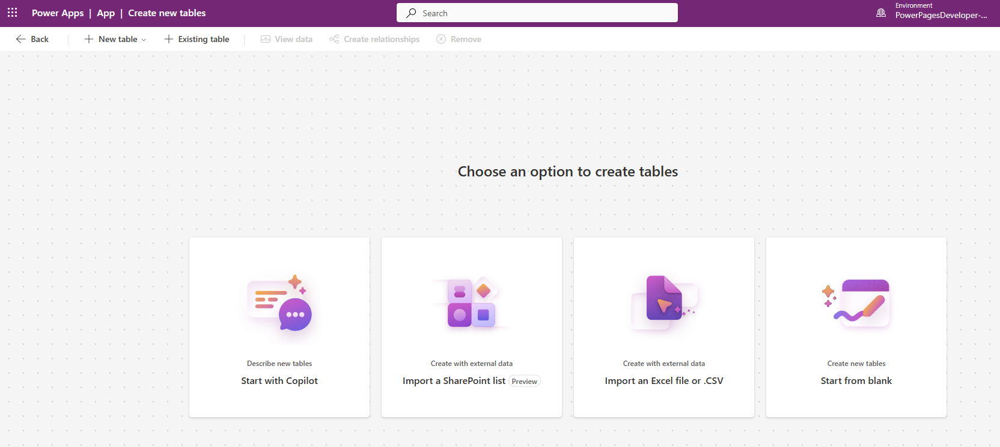 Power Apps | App | Create new tables
Search
Environment
PowerPagesDeveloper-...
Back
New table
Existing table
View data
Create relationships
Remove
Choose an option to create tables
Describe new tables
Start with Copilot
Create with external data
Import a SharePoint list Preview
Create with external data
Import an Excel file or .CSV
Create new tables
Start from blank